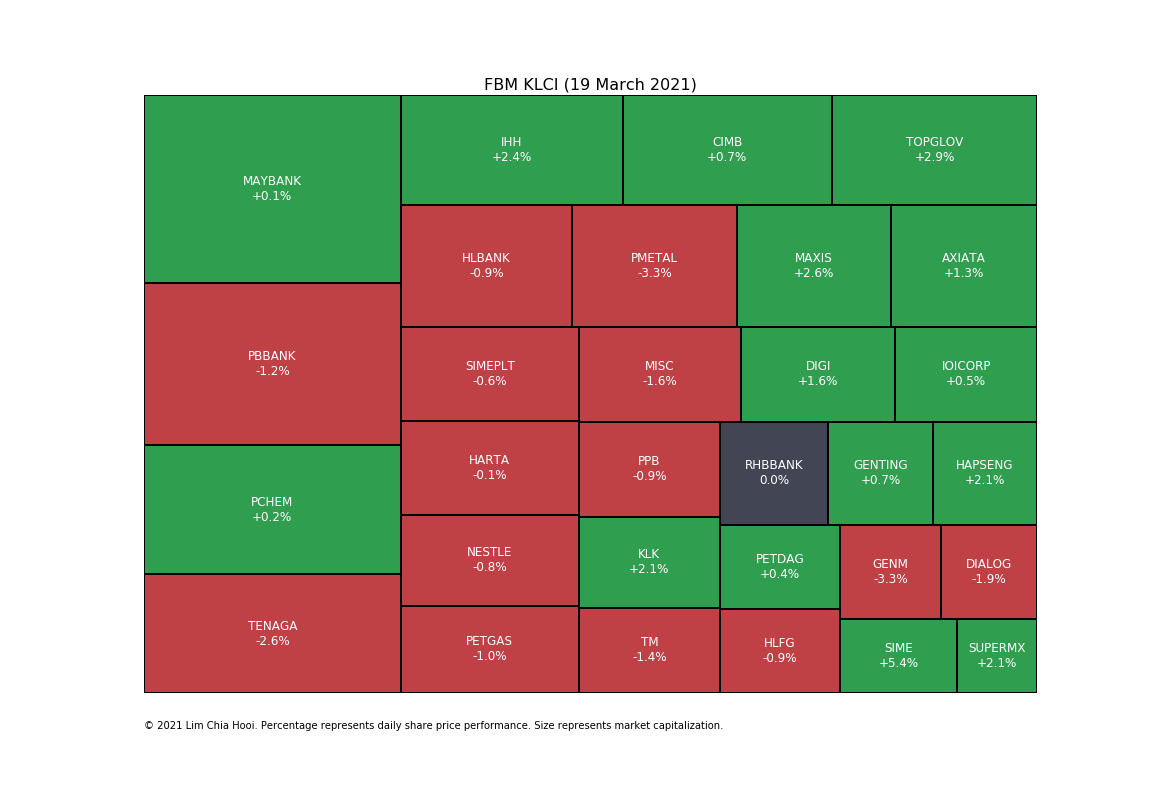 FBM KLCI (19 March 2021)
MAYBANK
+0.1%
PBBANK
-1.2%
PCHEM
+0.2%
TENAGA
-2.6%
IHH
+2.4%
CIMB
+0.7%
TOPGLOV
+2.9%
HLBANK
-0.9%
PMETAL
-3.3%
MAXIS
+2.6%
AXIATA
+1.3%
SIMEPLT
-0.6%
MISC
-1.6%
DIGI
+1.6%
IOICORP
+0.5%
HARTA
-0.1%
PPB
-0.9%
RHBBANK
0.0%
GENTING
+0.7%
HAPSENG
+2.1%
NESTLE
-0.8%
KLK
+2.1%
PETDAG
+0.4%
GENM
-3.3%
DIALOG
-1.9%
PETGAS
-1.0%
TM
-1.4%
HLFG
-0.9%
SIME
+5.4%
SUPERMX
+2.1%
© 2021 Lim Chia Hooi. Percentage represents daily share price performance. Size represents market capitalization.